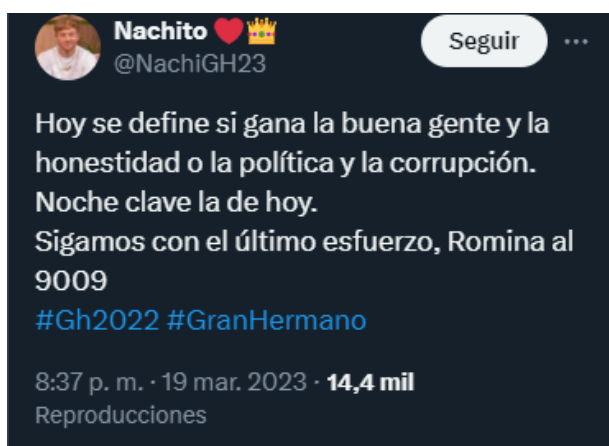 Nachito ❤️👑
@NachiGH23
Seguir
Hoy se define si gana la buena gente y la
honestidad o la política y la corrupción.
Noche clave la de hoy.
Sigamos con el último esfuerzo, Romina al
9009
#Gh2022 #GranHermano
8:37 p. m. · 19 mar. 2023 · 14,4 mil
Reproducciones